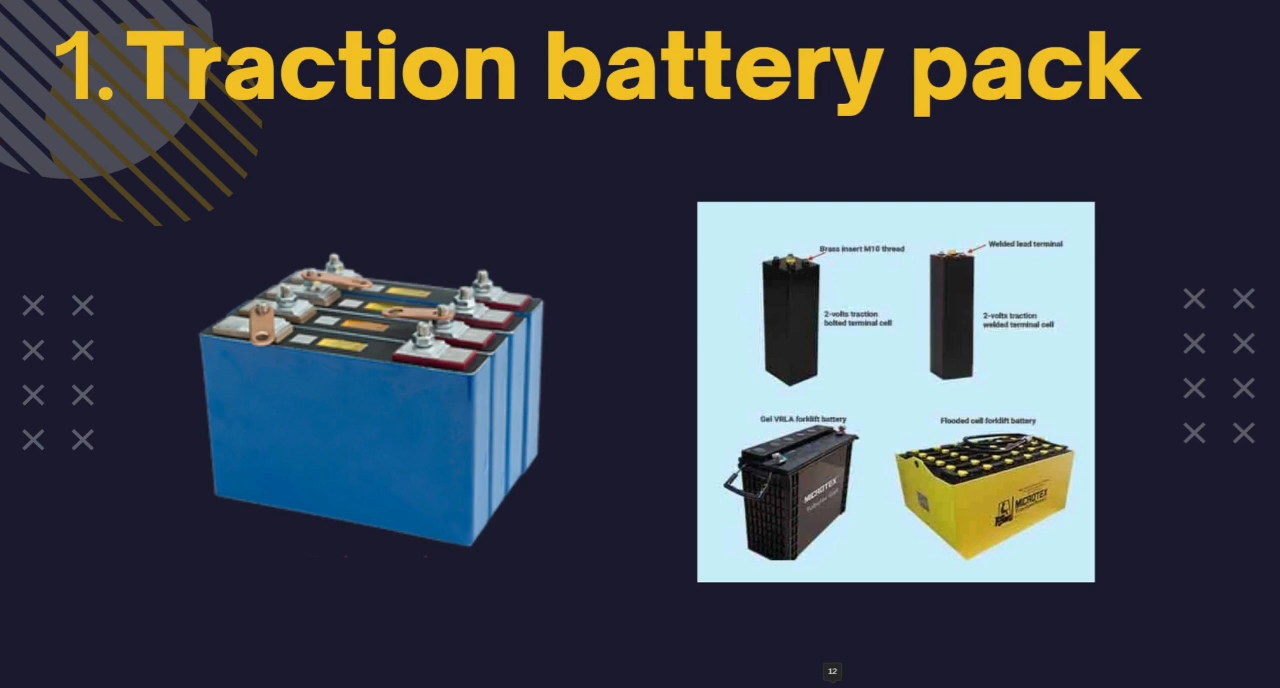 1. Traction battery pack
Brass insert M10 thread
Welded lead terminal
2-volts traction
bolted terminal cell
2-volts traction
welded terminal cell
Gel VRLA forklift battery
Flooded cell forklift battery
MICROTEX
MICROTEX
12